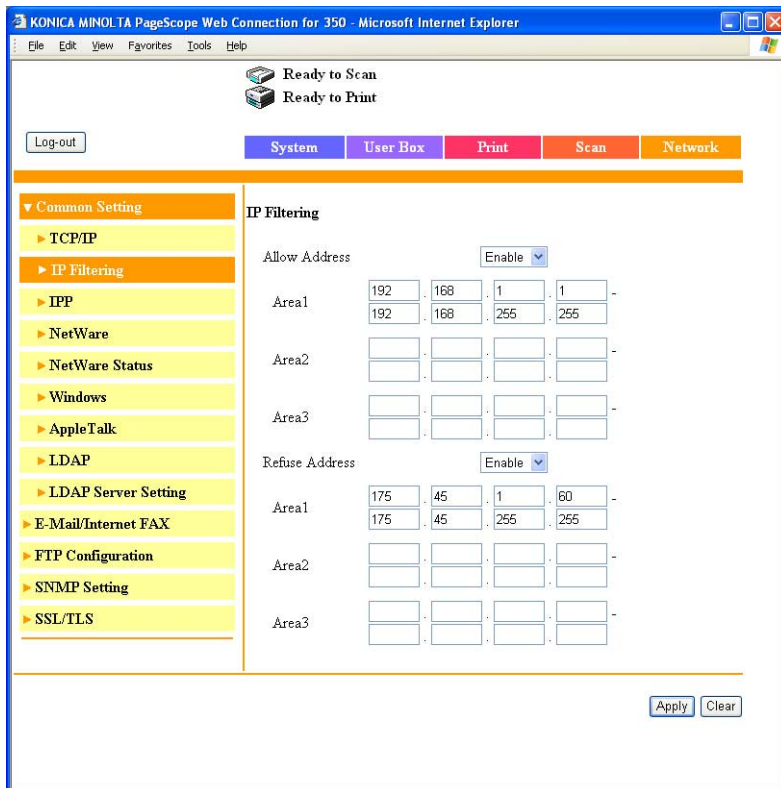 KONICA MINOLTA PageScope Web Connection for 350 - Microsoft Internet Explorer
File Edit View Favorites Tools Help
Ready to Scan
Ready to Print
Log-out
System User Box Print Scan Network
▼ Common Setting
► TCP/IP
► IP Filtering
► IPP
► NetWare
► NetWare Status
► Windows
► AppleTalk
► LDAP
► LDAP Server Setting
► E-Mail/Internet FAX
► FTP Configuration
► SNMP Setting
► SSL/TLS
IP Filtering
Allow Address Enable
Area1 192 . 168 . 1 . 1 -
192 . 168 . 255 . 255
Area2 . . . -
. . .
Area3 . . . -
. . .
Refuse Address Enable
Area1 175 . 45 . 1 . 60 -
175 . 45 . 255 . 255
Area2 . . . -
. . .
Area3 . . . -
. . .
Apply Clear